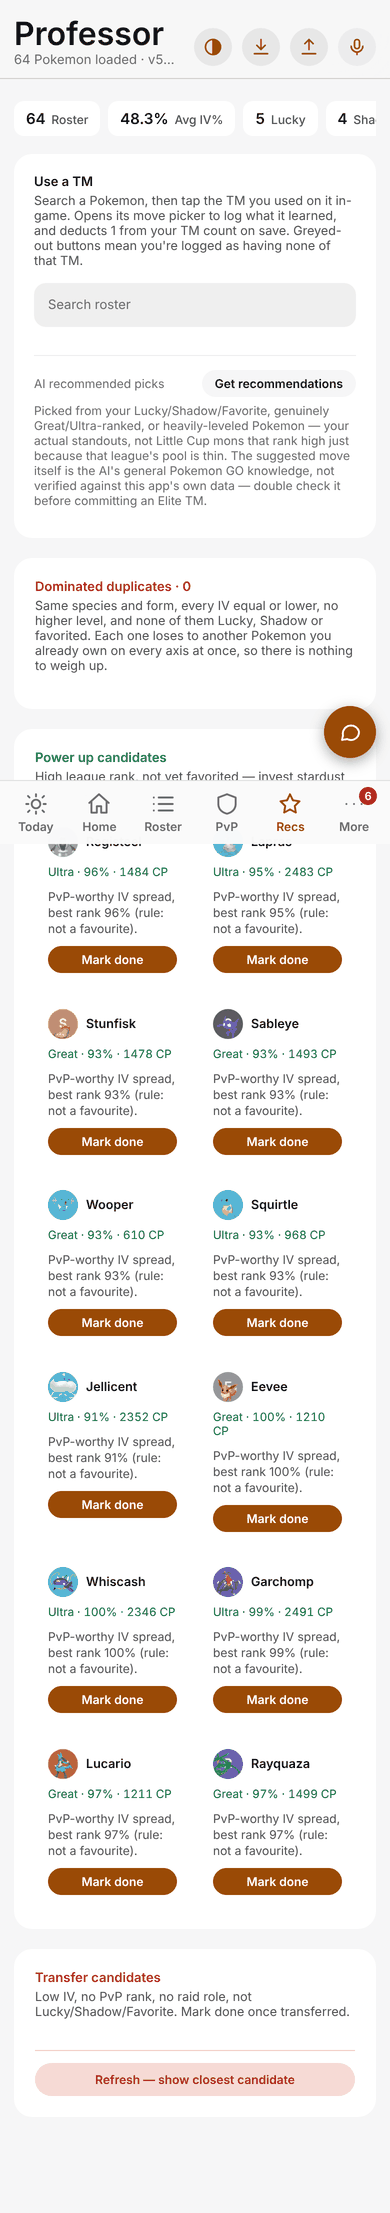 Professor
64 Pokemon loaded · v5...
64 Roster
48.3% Avg IV%
5 Lucky
4 Sha
Use a TM
Search a Pokemon, then tap the TM you used on it in-
game. Opens its move picker to log what it learned,
and deducts 1 from your TM count on save. Greyed-
out buttons mean you're logged as having none of
that TM.
Search roster
AI recommended picks
Get recommendations
Picked from your Lucky/Shadow/Favorite, genuinely
Great/Ultra-ranked, or heavily-leveled Pokemon — your
actual standouts, not Little Cup mons that rank high just
because that league's pool is thin. The suggested move
itself is the AI's general Pokemon GO knowledge, not
verified against this app's own data — double check it
before committing an Elite TM.
Dominated duplicates · 0
Same species and form, every IV equal or lower, no
higher level, and none of them Lucky, Shadow or
favorited. Each one loses to another Pokemon you
already own on every axis at once, so there is nothing
to weigh up.
Power up candidates
High league rank, not yet favorited — invest stardust
6
Today
Home
Roster
PvP
Recs
More
Registeel
Lapras
Ultra · 96% · 1484 CP
Ultra · 95% · 2483 CP
PvP-worthy IV spread,
best rank 96% (rule:
not a favourite).
PvP-worthy IV spread,
best rank 95% (rule:
not a favourite).
Mark done
Mark done
Stunfisk
Sableye
Great · 93% · 1478 CP
Great · 93% · 1493 CP
PvP-worthy IV spread,
best rank 93% (rule:
not a favourite).
PvP-worthy IV spread,
best rank 93% (rule:
not a favourite).
Mark done
Mark done
Wooper
Squirtle
Great · 93% · 610 CP
Ultra · 93% · 968 CP
PvP-worthy IV spread,
best rank 93% (rule:
not a favourite).
PvP-worthy IV spread,
best rank 93% (rule:
not a favourite).
Mark done
Mark done
Jellicent
Eevee
Ultra · 91% · 2352 CP
Great · 100% · 1210
CP
PvP-worthy IV spread,
best rank 91% (rule:
not a favourite).
PvP-worthy IV spread,
best rank 100% (rule:
not a favourite).
Mark done
Mark done
Whiscash
Garchomp
Ultra · 100% · 2346 CP
Ultra · 99% · 2491 CP
PvP-worthy IV spread,
best rank 100% (rule:
not a favourite).
PvP-worthy IV spread,
best rank 99% (rule:
not a favourite).
Mark done
Mark done
Lucario
Rayquaza
Great · 97% · 1211 CP
Great · 97% · 1499 CP
PvP-worthy IV spread,
best rank 97% (rule:
not a favourite).
PvP-worthy IV spread,
best rank 97% (rule:
not a favourite).
Mark done
Mark done
Transfer candidates
Low IV, no PvP rank, no raid role, not
Lucky/Shadow/Favorite. Mark done once transferred.
Refresh — show closest candidate